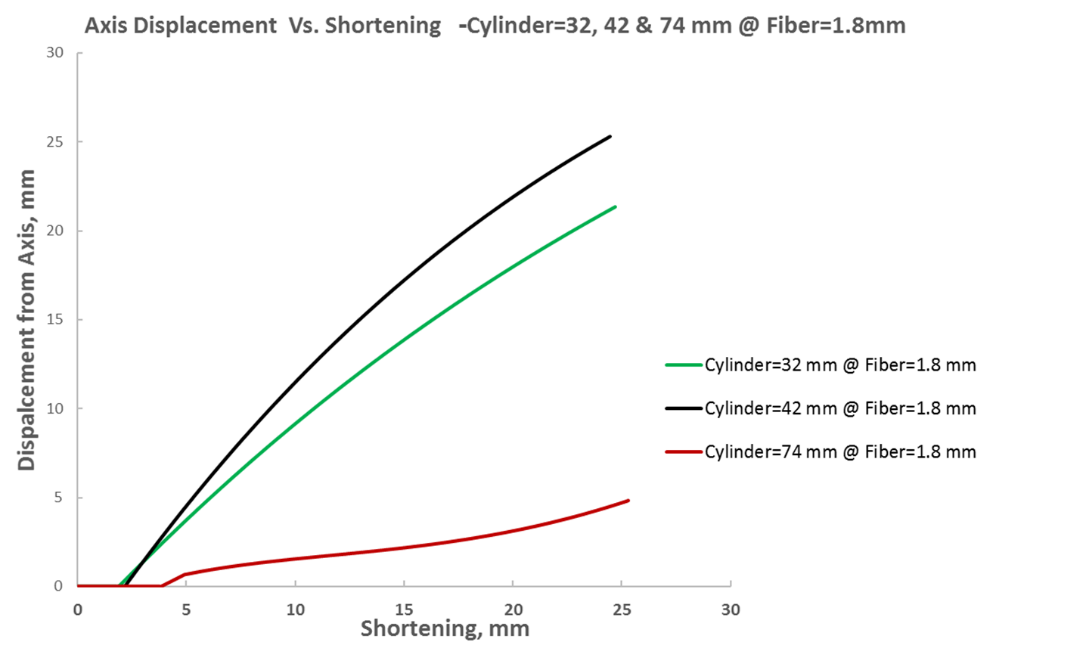 Axis Displacement  Vs. Shortening   -Cylinder=32, 42 & 74 mm @ Fiber=1.8mm
30
25
20
15
10
5
0
Dispalcement from Axis, mm
0 5 10 15 20 25 30
Shortening, mm
Cylinder=32 mm @ Fiber=1.8 mm
Cylinder=42 mm @ Fiber=1.8 mm
Cylinder=74 mm @ Fiber=1.8 mm